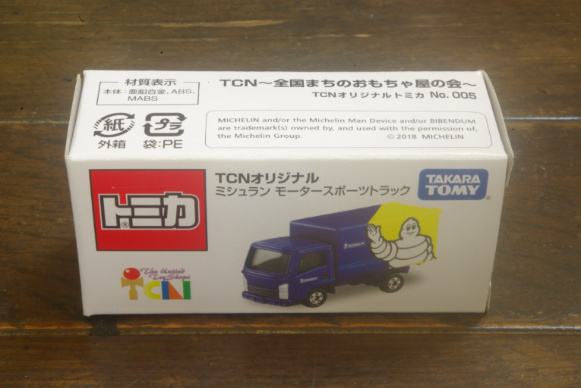 材質表示
本体:亜鉛合金、ABS、
MABS
紙
外箱
プラ
袋:PE
TCN～全国まちのおもちゃ屋の会～
TCNオリジナルトミカ No. 005
MICHELIN and/or the Michelin Man Device and/or BIBENDUM
are trademark(s) owned by, and used with the permission of,
the Michelin Group.
© 2018 MICHELIN
トミカ
TCNオリジナル
ミシュラン モータースポーツトラック
TAKARA
TOMY
The United
Toy Shops
TCN
MICHELIN